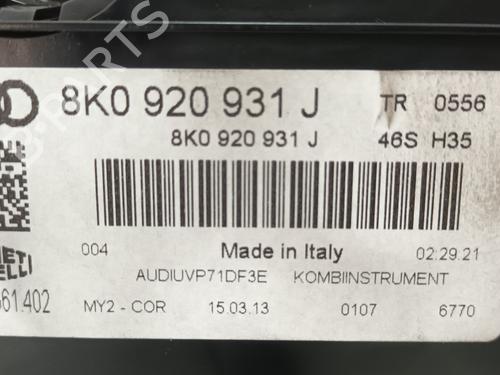 8K0 920 931 J TR 0556
8K0 920 931 J 46S H35
004 Made in Italy 02:29.21
AUDIUVP71DF3E KOMBIINSTRUMENT
MY2 - COR 15.03.13 0107 6770
B-PARTS